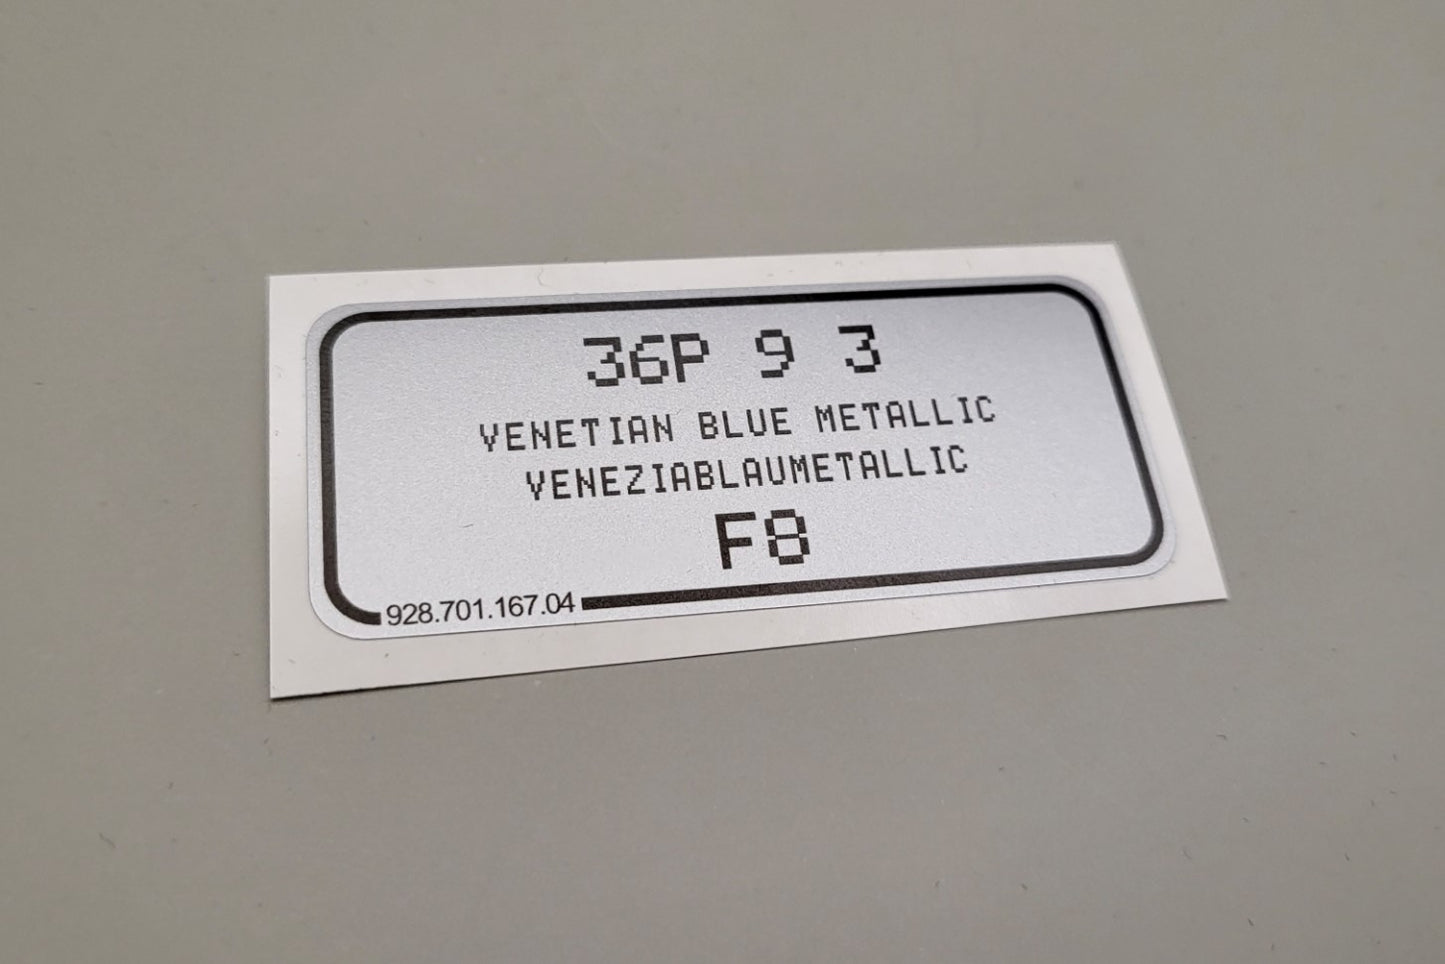 36P 9 3
VENETIAN BLUE METALLIC
VENEZIABLAUMETALLIC
F8
928.701.167.04